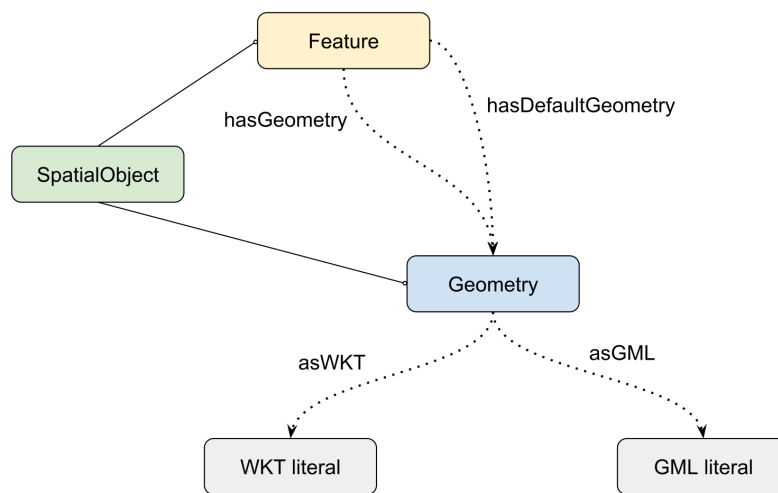 Feature
hasGeometry
hasDefaultGeometry
SpatialObject
Geometry
asWKT
asGML
WKT literal
GML literal